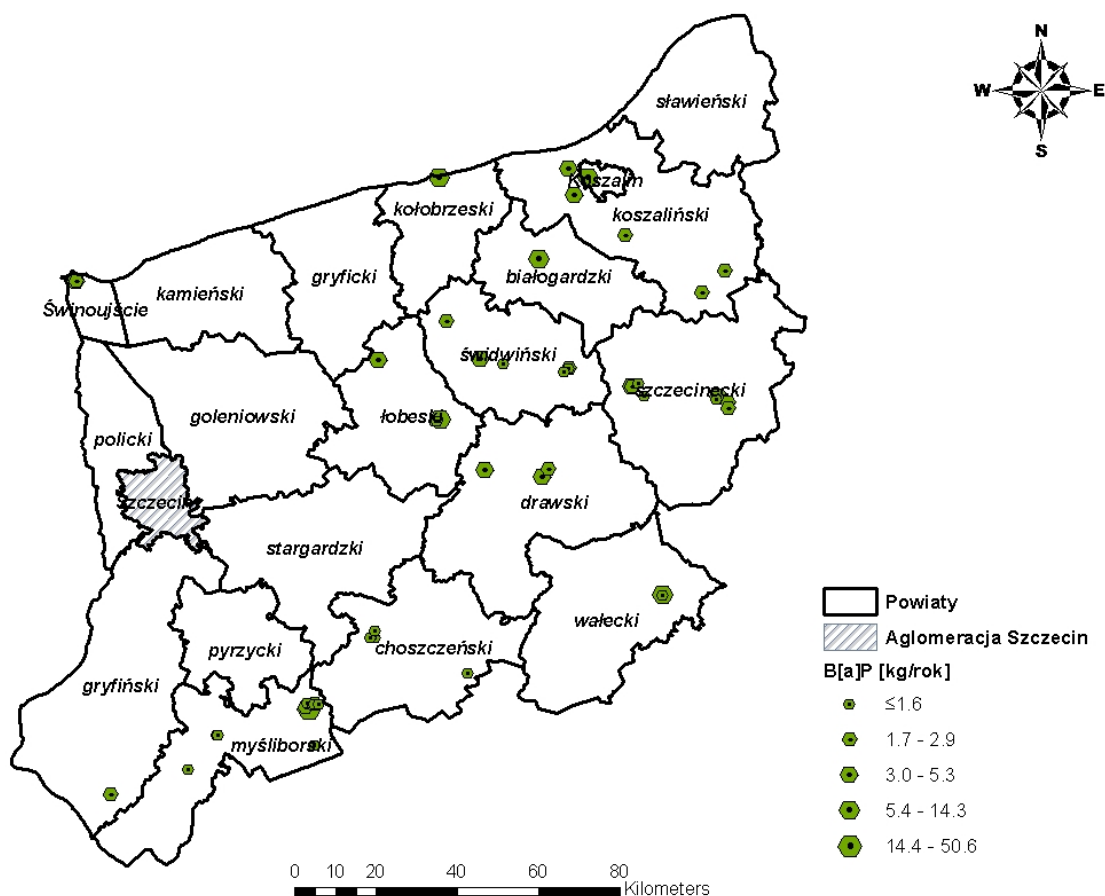 N
W E
S
sławieński
Koszalin
kołobrzeski
koszaliński
białogardzki
gryficki
kamieński
Świnoujście
świdwiński
szczecinecki
goleniowski
łobeski
policki
Szczecin
drawski
stargardzki
wałecki
choszczeński
pyrzycki
gryfiński
myśliborski
Powiaty
Aglomeracja Szczecin
B[a]P [kg/rok]
≤1.6
1.7 - 2.9
3.0 - 5.3
5.4 - 14.3
14.4 - 50.6
0 10 20 40 60 80
Kilometers